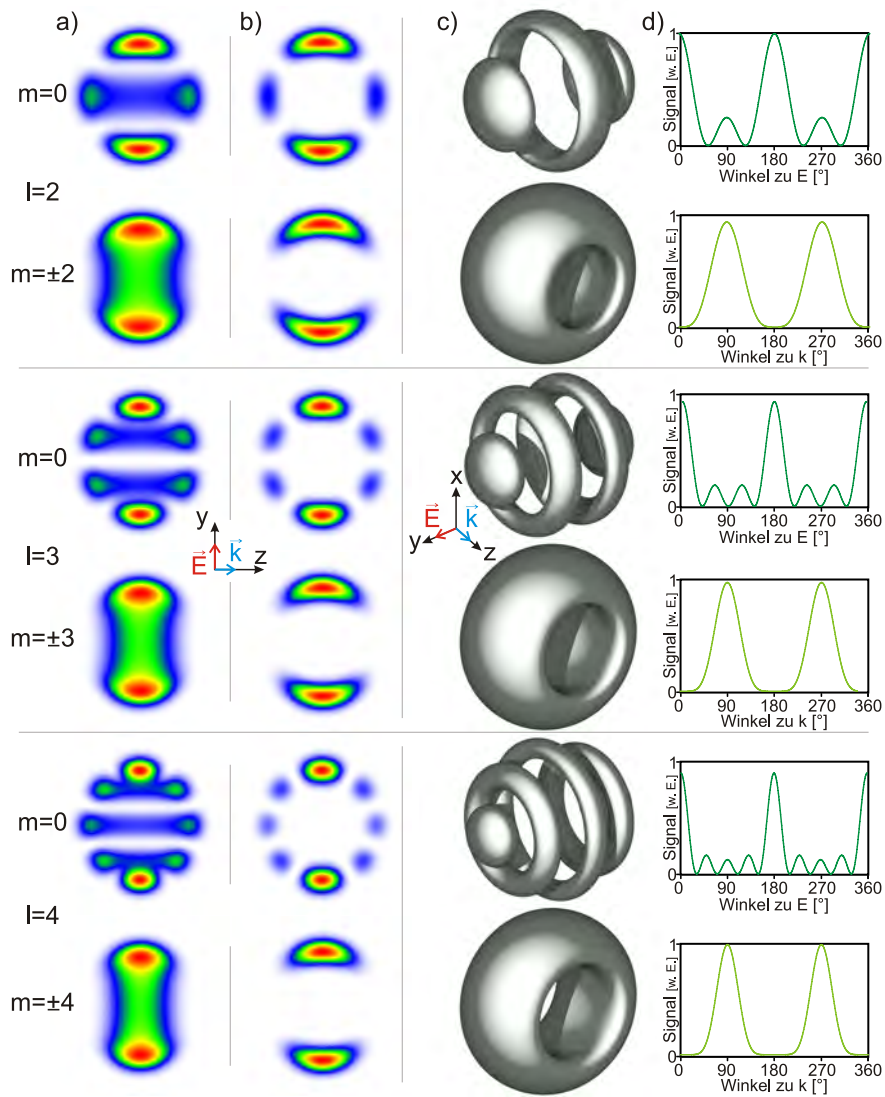 a)
b)
c)
d)
m=0
l=2
m=±2
m=0
l=3
m=±3
m=0
l=4
m=±4
y
E
k
z
x
E
k
y
z
Signal [w. E.]
1
0
0 90 180 270 360
Winkel zu E [°]
Signal [w. E.]
1
0
0 90 180 270 360
Winkel zu k [°]
Signal [w. E.]
1
0
0 90 180 270 360
Winkel zu E [°]
Signal [w. E.]
1
0
0 90 180 270 360
Winkel zu k [°]
Signal [w. E.]
1
0
0 90 180 270 360
Winkel zu E [°]
Signal [w. E.]
1
0
0 90 180 270 360
Winkel zu k [°]